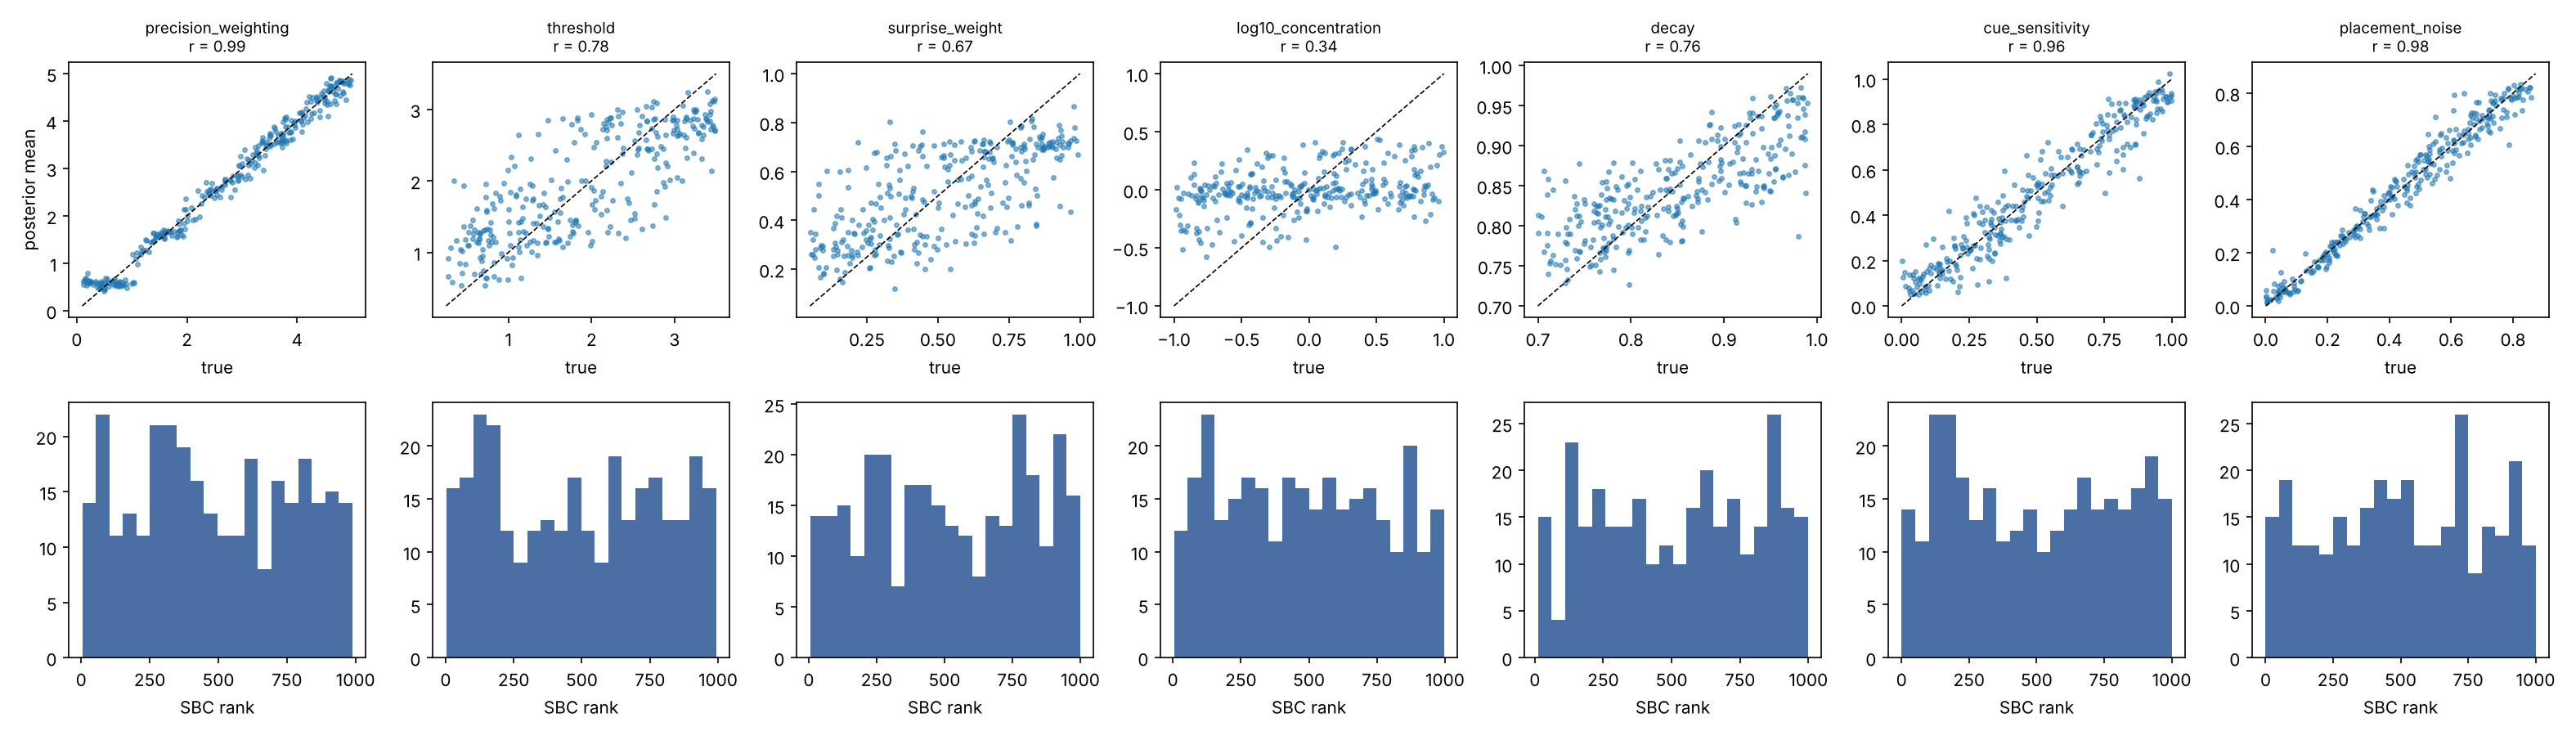 precision_weighting
r = 0.99
threshold
r = 0.78
surprise_weight
r = 0.67
log10_concentration
r = 0.34
decay
r = 0.76
cue_sensitivity
r = 0.96
placement_noise
r = 0.98
posterior mean
5
4
3
2
1
0
0 2 4
true
3
2
1
1 2 3
true
1.0
0.8
0.6
0.4
0.2
0.25 0.50 0.75 1.00
true
1.0
0.5
0.0
−0.5
−1.0
−1.0 −0.5 0.0 0.5 1.0
true
1.00
0.95
0.90
0.85
0.80
0.75
0.70
0.7 0.8 0.9 1.0
true
1.0
0.8
0.6
0.4
0.2
0.0
0.00 0.25 0.50 0.75 1.00
true
0.8
0.6
0.4
0.2
0.0
0.0 0.2 0.4 0.6 0.8
true
20
15
10
5
0
0 250 500 750 1000
SBC rank
20
15
10
5
0
0 250 500 750 1000
SBC rank
25
20
15
10
5
0
0 250 500 750 1000
SBC rank
20
15
10
5
0
0 250 500 750 1000
SBC rank
25
20
15
10
5
0
0 250 500 750 1000
SBC rank
20
15
10
5
0
0 250 500 750 1000
SBC rank
25
20
15
10
5
0
0 250 500 750 1000
SBC rank